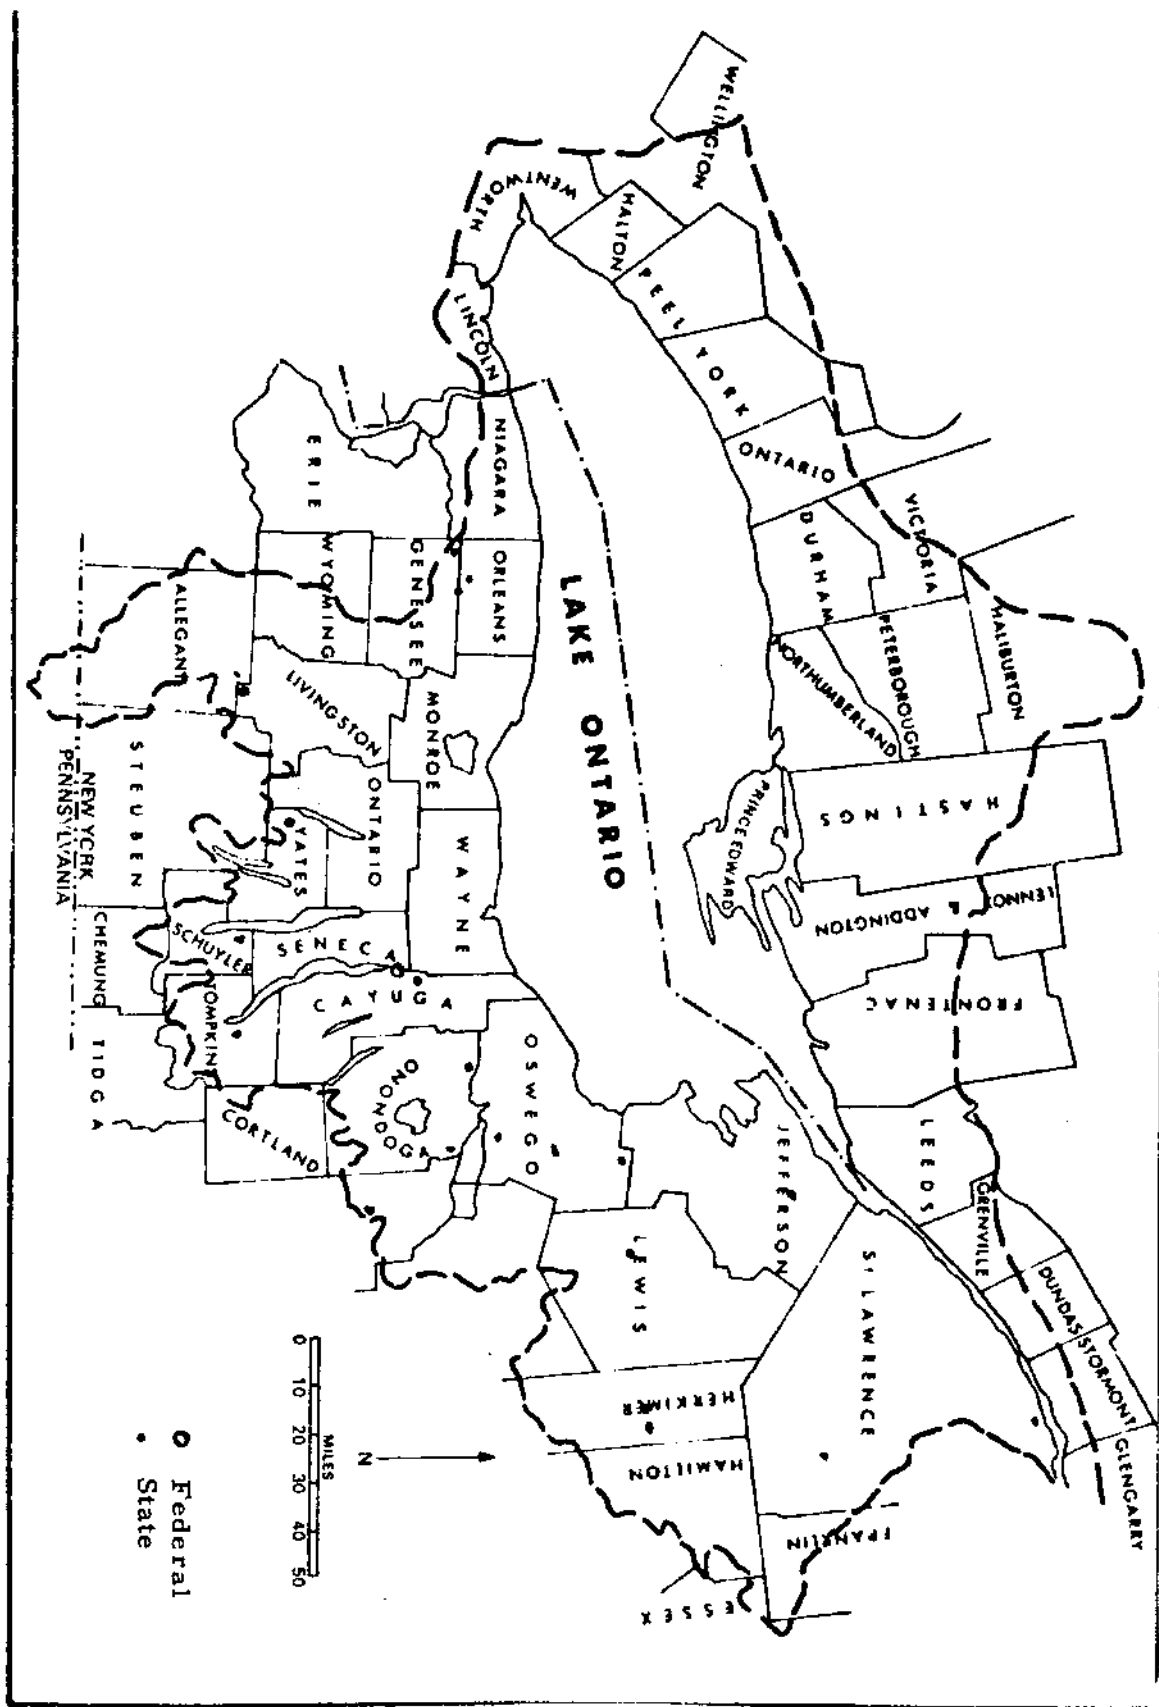 WELLINGTON
WENTWORTH
HALTON
PEEL
YORK
LINCOLN
ONTARIO
VICTORIA
DURHAM
HALIBURTON
PETERBOROUGH
NORTHUMBERLAND
HASTINGS
PRINCE EDWARD
LENNOX
& ADDINGTON
FRONTENAC
LEEDS
GRENVILLE
DUNDAS
STORMONT
GLENGARRY
LAKE ONTARIO
NIAGARA
ORLEANS
ERIE
GENESEE
WYOMING
MONROE
LIVINGSTON
ALLEGANY
WAYNE
ONTARIO
YATES
STEUBEN
SENECA
SCHUYLER
CAYUGA
TOMPKINS
CHEMUNG
TIOGA
NEW YORK
PENNSYLVANIA
OSWEGO
ONONDOGA
CORTLAND
JEFFERSON
LEWIS
ST LAWRENCE
HERKIMER
HAMILTON
FRANKLIN
ESSEX
0 10 20 30 40 50
MILES
N
Federal
State